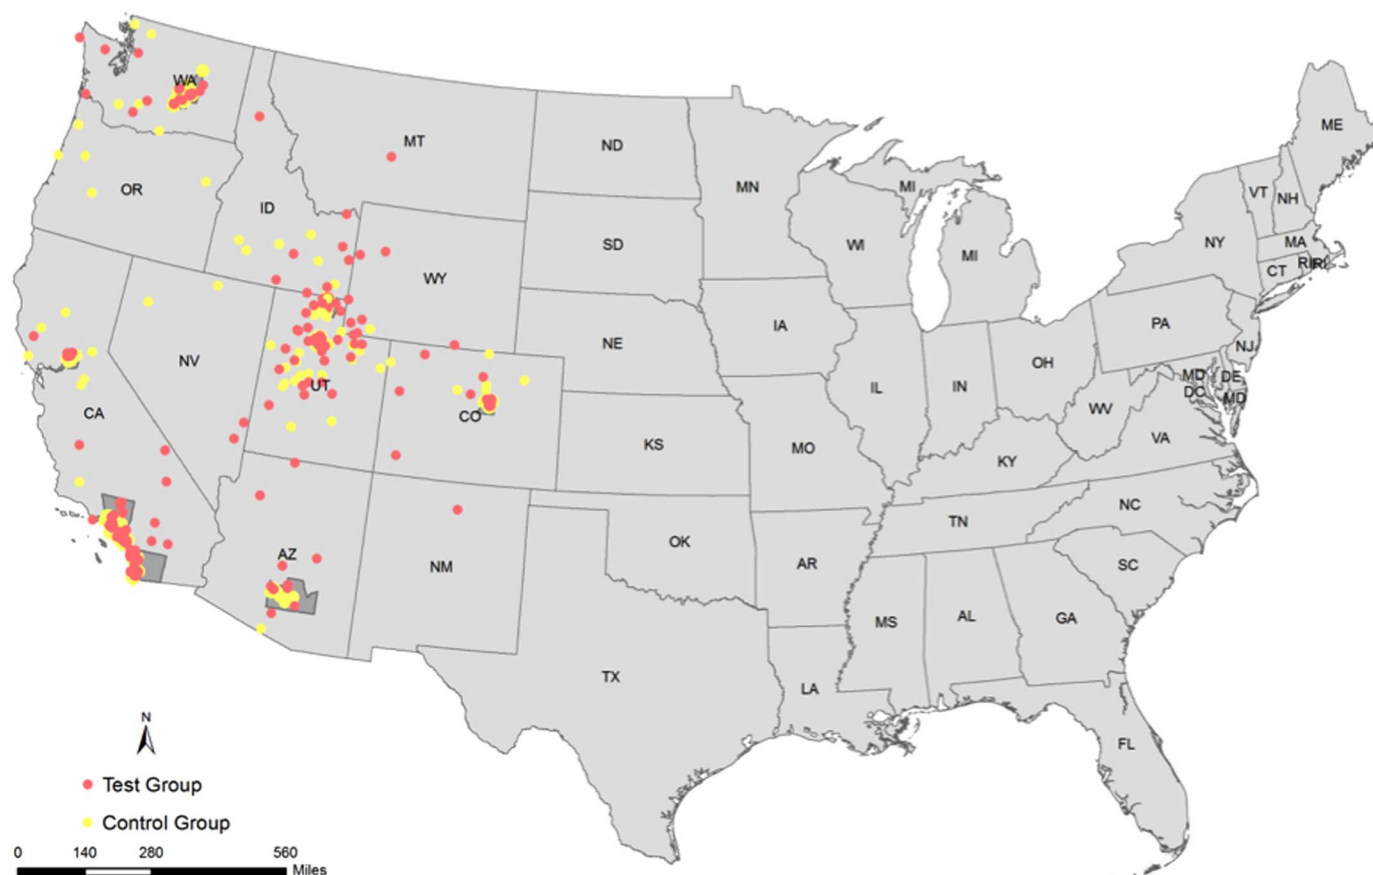 WA
MT
ND
ME
OR
ID
MN
MI
VT
NH
SD
WI
MI
NY
MA
CT
RI
RI
WY
IA
PA
NV
NE
NJ
UT
IL
IN
OH
MD
DE
DC
MD
CA
CO
WV
VA
KS
MO
KY
NC
TN
OK
AZ
NM
AR
SC
MS
AL
GA
TX
LA
FL
N
Test Group
Control Group
0 140 280 560
Miles